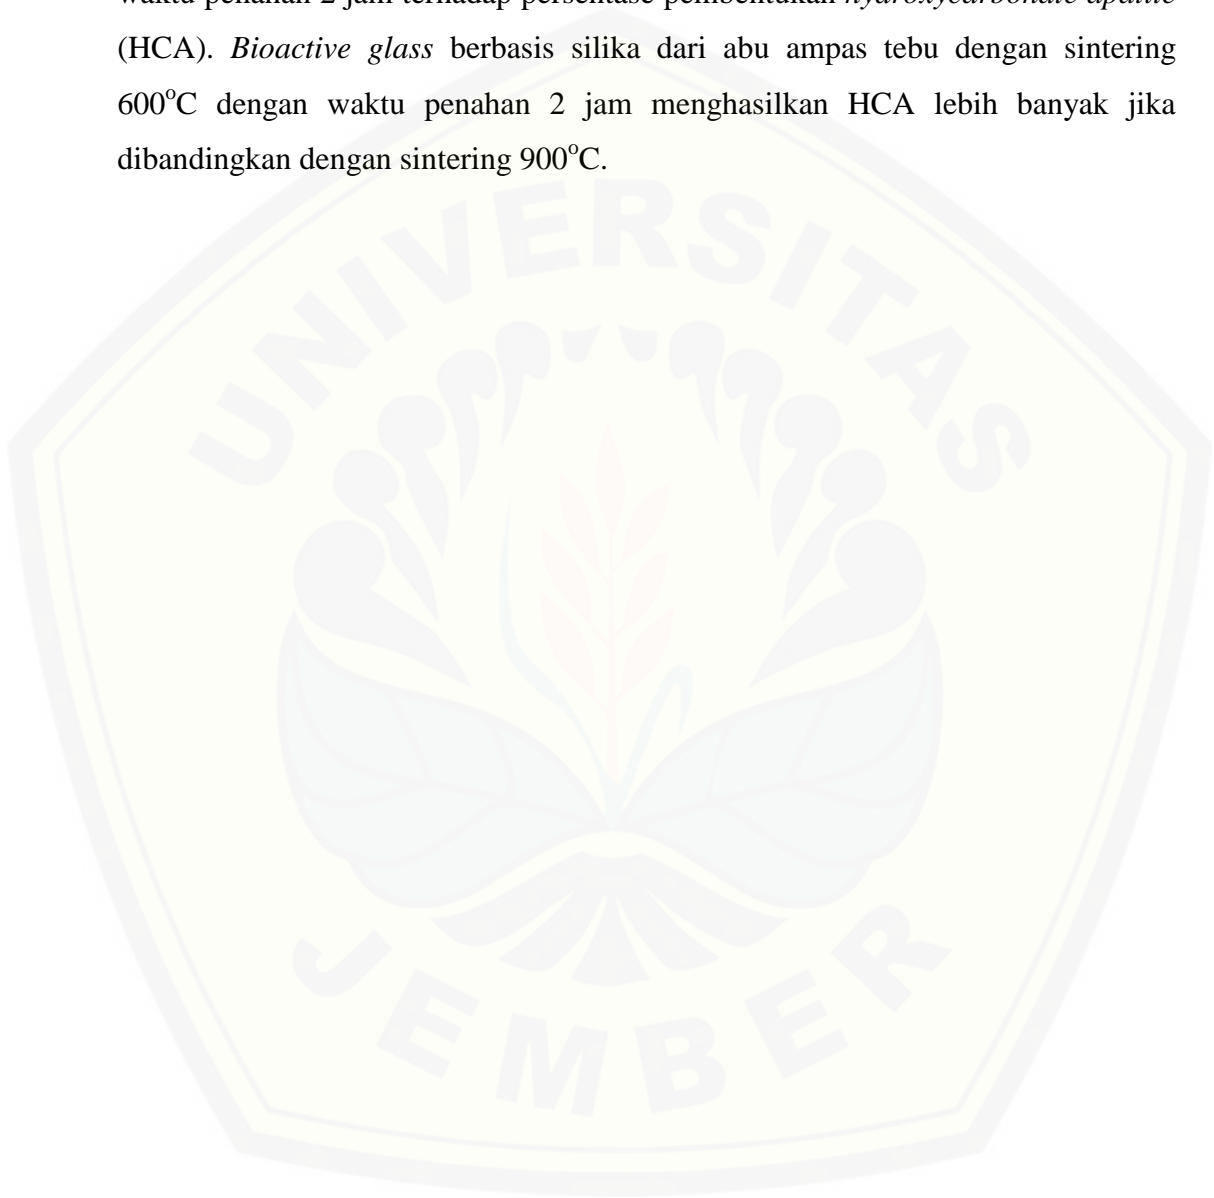 waktu penahan 2 jam terhadap persentase pembentukan hydroxycarbonate apatite
(HCA). Bioactive glass berbasis silika dari abu ampas tebu dengan sintering
600°C dengan waktu penahan 2 jam menghasilkan HCA lebih banyak jika
dibandingkan dengan sintering 900°C.
UNIVERSITAS
JEMBER